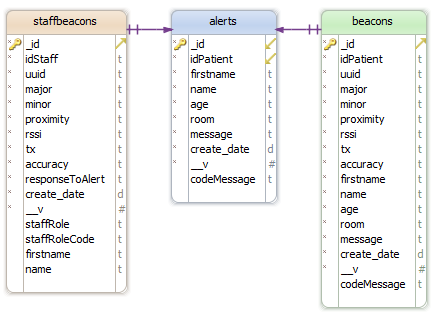 staffbeacons
_id
idStaff t
uuid t
major t
minor t
proximity t
rssi t
tx t
accuracy t
responseToAlert t
create_date d
__v #
staffRole t
staffRoleCode t
firstname t
name t
alerts
_id
idPatient
firstname t
name t
age t
room t
message t
create_date d
__v #
codeMessage t
beacons
_id
idPatient t
uuid t
major t
minor t
proximity t
rssi t
tx t
accuracy t
firstname t
name t
age t
room t
message t
create_date d
__v #
codeMessage t